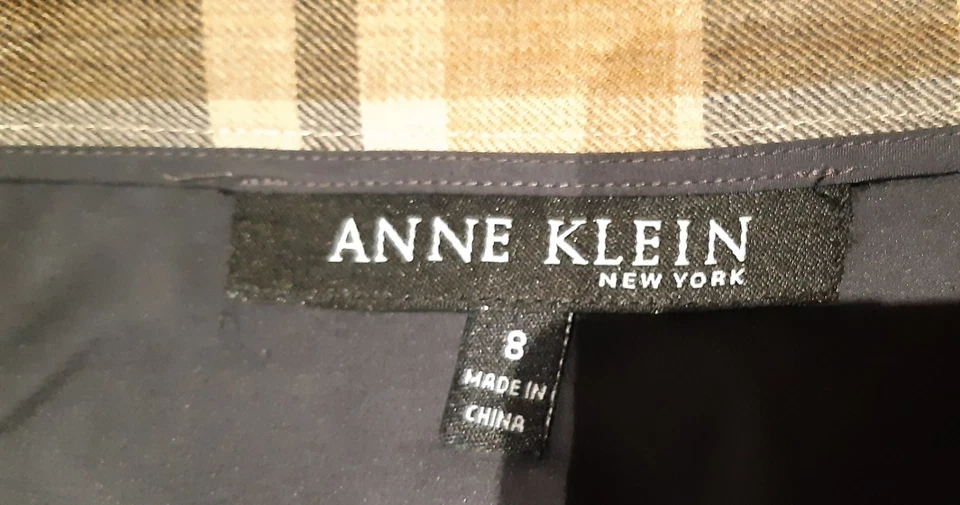 ANNE KLEIN
NEW YORK
8
MADE IN
CHINA